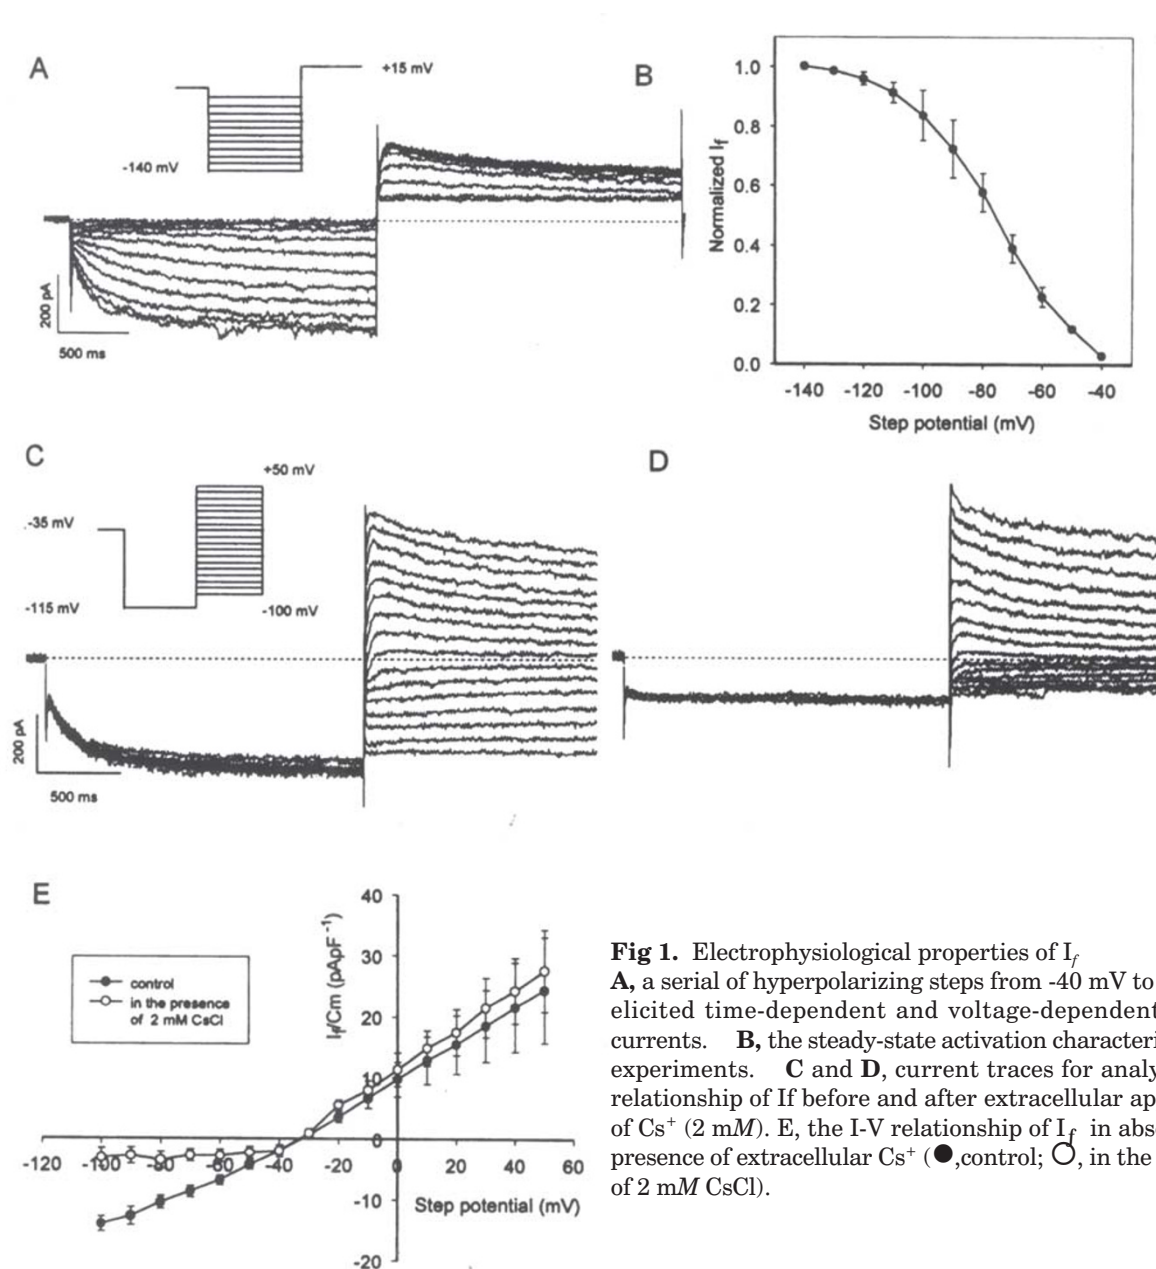 A
+15 mV
-140 mV
200 pA
500 ms
B
Normalized If
1.0
0.8
0.6
0.4
0.2
0.0
-140 -120 -100 -80 -60 -40
Step potential (mV)
C
+50 mV
-35 mV
-115 mV
-100 mV
200 pA
500 ms
D
E
If/Cm (pApF-1)
40
30
20
10
0
-10
-20
-120 -100 -80 -60 -40 -20 0 20 40 60
Step potential (mV)
control
in the presence
of 2 mM CsCl
Fig 1. Electrophysiological properties of If
A, a serial of hyperpolarizing steps from -40 mV to
elicited time-dependent and voltage-dependent
currents. B, the steady-state activation characteri
experiments. C and D, current traces for analy
relationship of If before and after extracellular ap
of Cs+ (2 mM). E, the I-V relationship of If in abs
presence of extracellular Cs+ (●,control; ○, in the
of 2 mM CsCl).